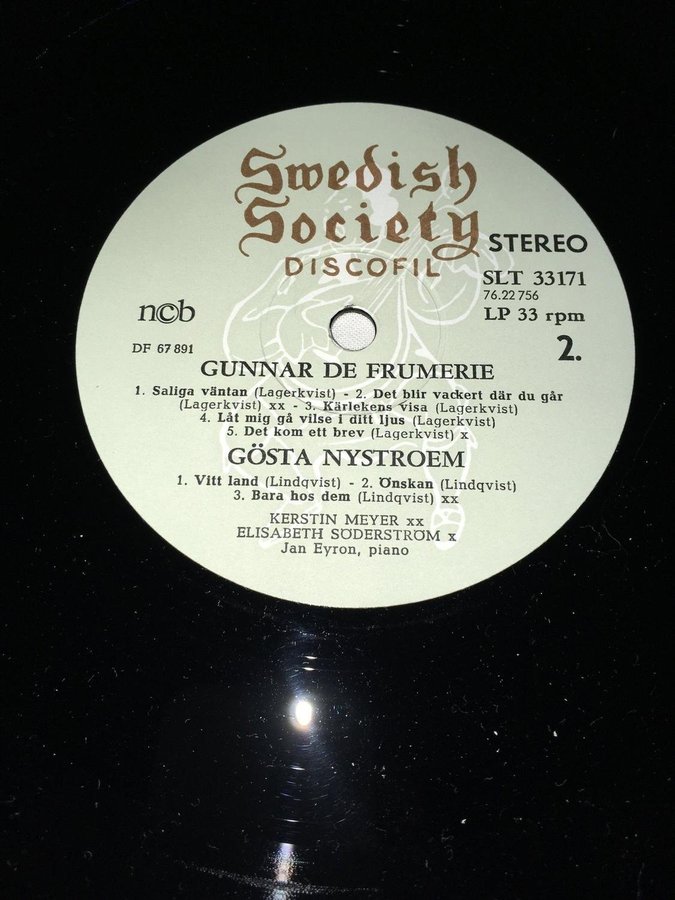 Swedish
Society
DISCOFIL
STEREO
SLT 33171
76.22 756
LP 33 rpm
2.
ncb
DF 67 891
GUNNAR DE FRUMERIE
1. Saliga väntan (Lagerkvist) - 2. Det blir vackert där du går
(Lagerkvist) xx - 3. Kärlekens visa (Lagerkvist)
4. Låt mig gå vilse i ditt ljus (Lagerkvist)
5. Det kom ett brev (Lagerkvist) x
GÖSTA NYSTROEM
1. Vitt land (Lindqvist) - 2. Önskan (Lindqvist)
3. Bara hos dem (Lindqvist) xx
KERSTIN MEYER xx
ELISABETH SÖDERSTRÖM x
Jan Eyron, piano